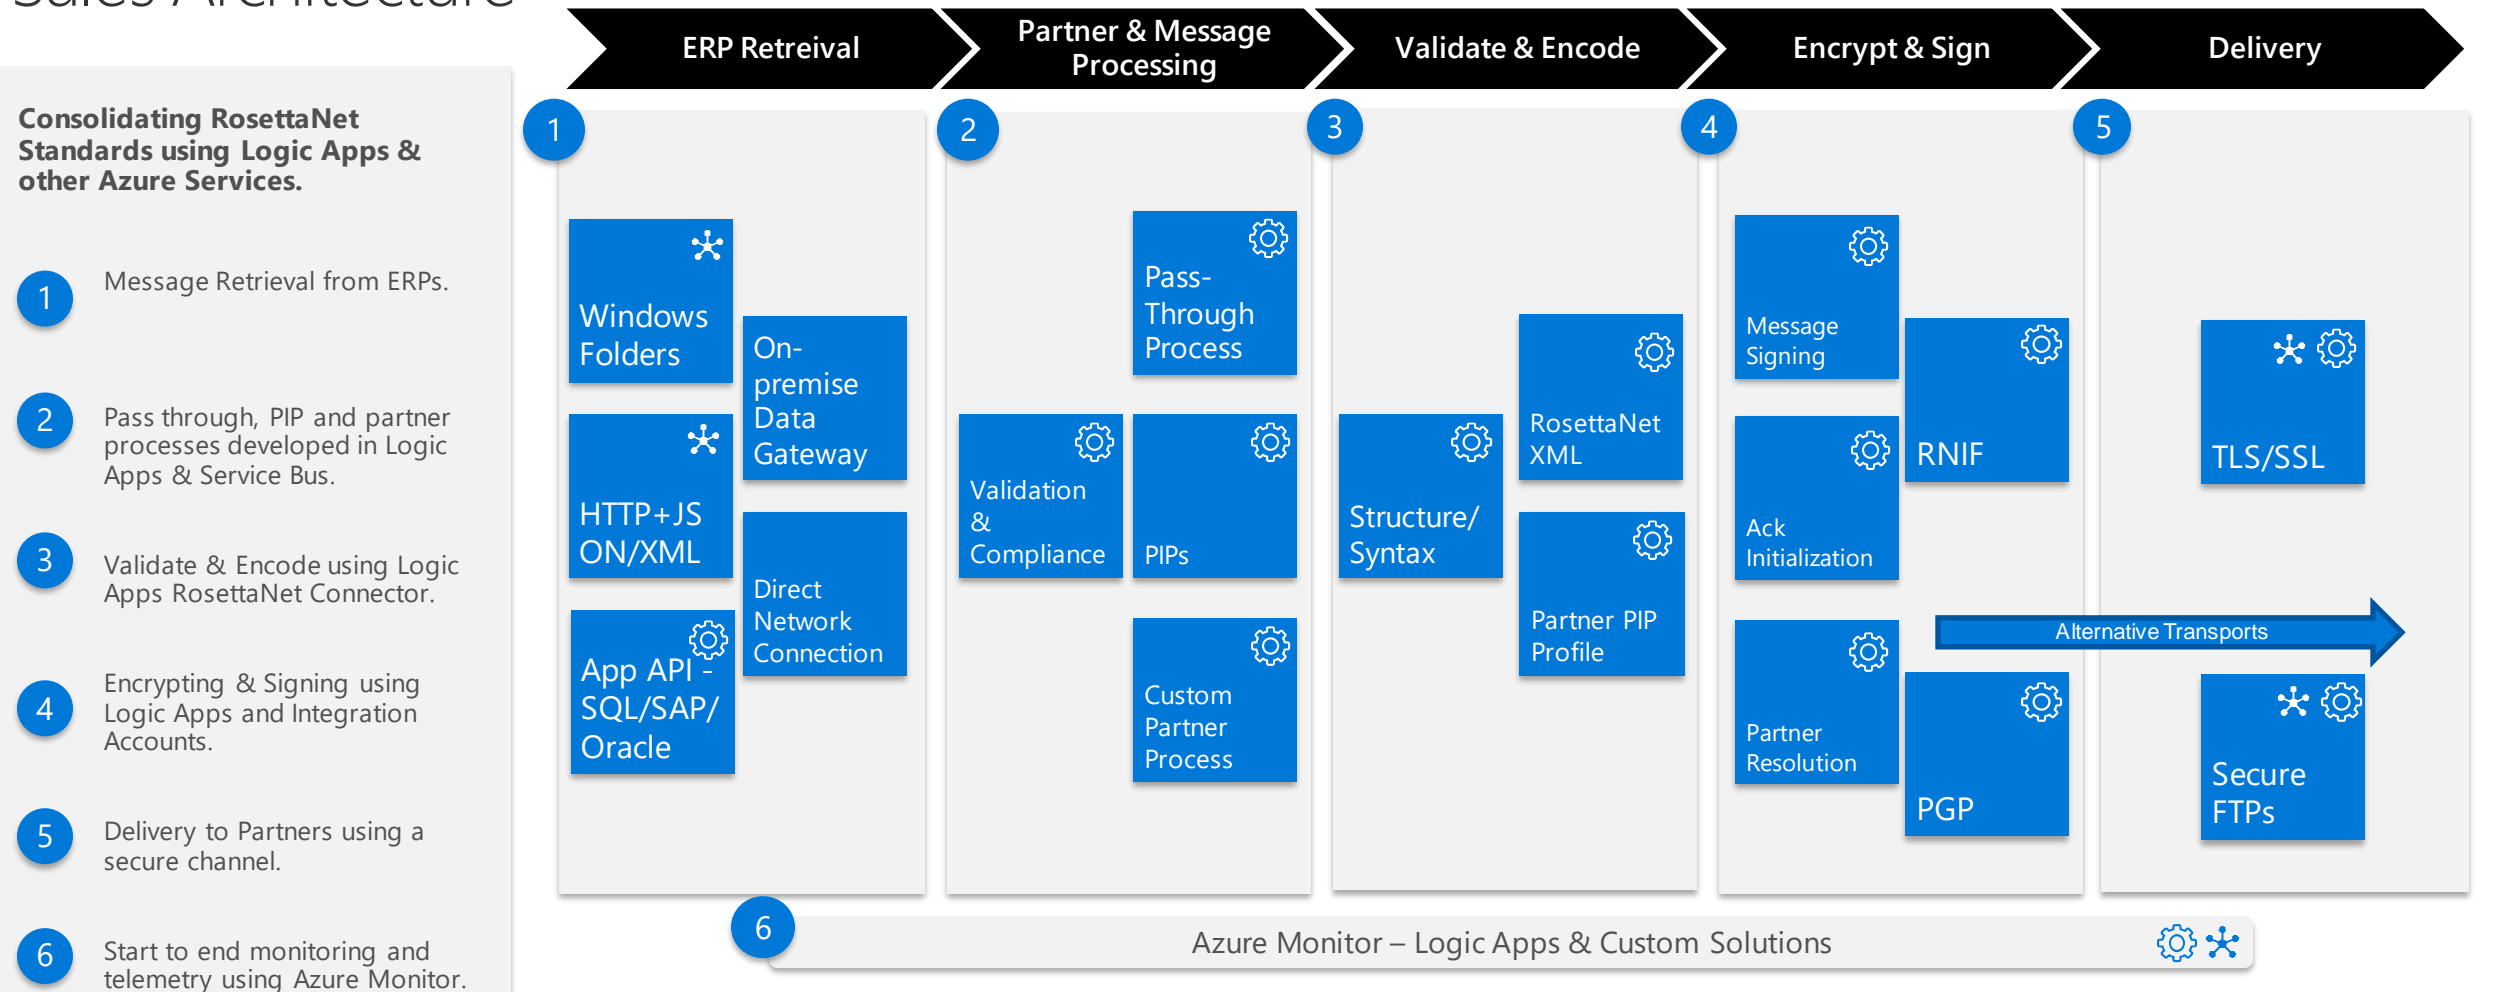 Sales Architecture
ERP Retreival
Partner & Message
Processing
Validate & Encode
Encrypt & Sign
Delivery
Consolidating RosettaNet
Standards using Logic Apps &
other Azure Services.
1
Message Retrieval from ERPs.
2
Pass through, PIP and partner
processes developed in Logic
Apps & Service Bus.
3
Validate & Encode using Logic
Apps RosettaNet Connector.
4
Encrypting & Signing using
Logic Apps and Integration
Accounts.
5
Delivery to Partners using a
secure channel.
6
Start to end monitoring and
telemetry using Azure Monitor.
1
Windows
Folders
HTTP+JS
ON/XML
App API -
SQL/SAP/
Oracle
On-
premise
Data
Gateway
Direct
Network
Connection
2
Validation
&
Compliance
Pass-
Through
Process
PIPs
Custom
Partner
Process
3
Structure/
Syntax
RosettaNet
XML
Partner PIP
Profile
4
Message
Signing
Ack
Initialization
Partner
Resolution
RNIF
PGP
5
TLS/SSL
Alternative Transports
Secure
FTPs
6
Azure Monitor – Logic Apps & Custom Solutions